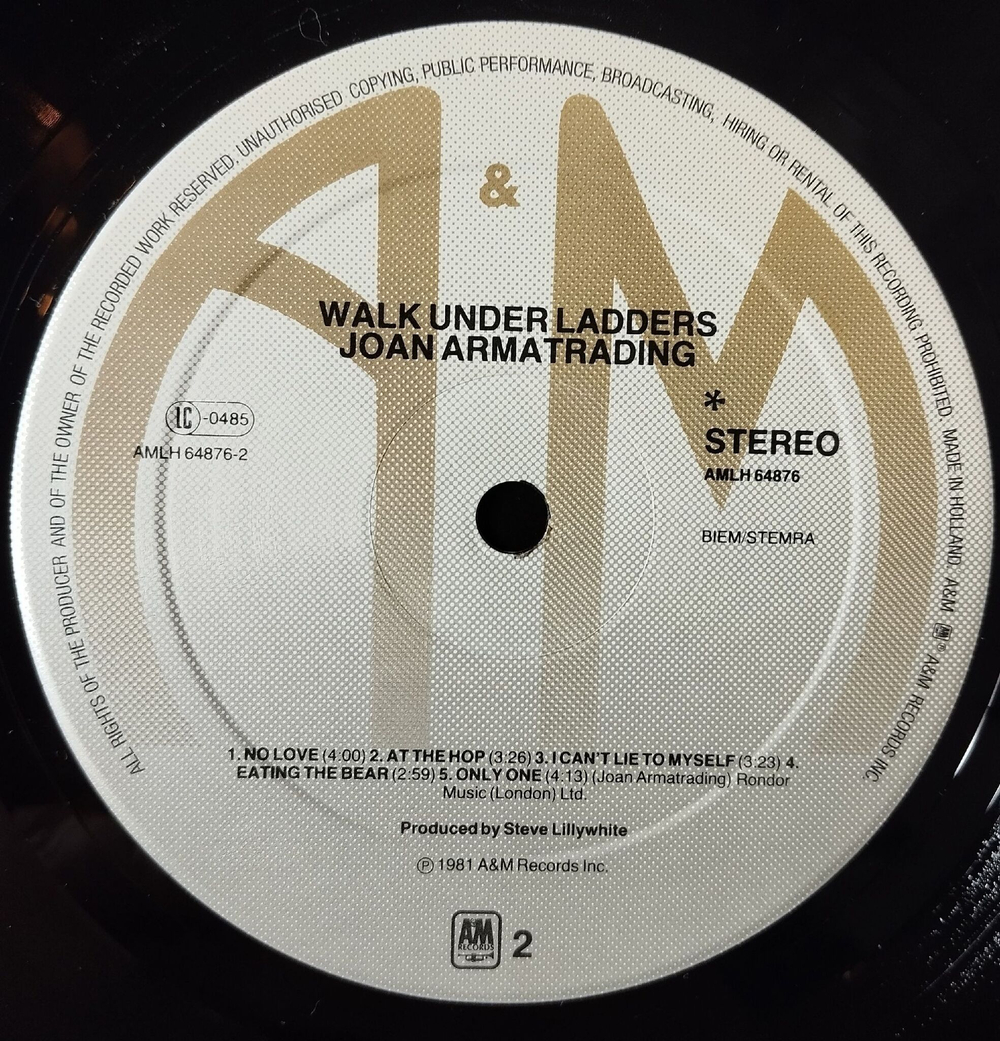 ALL RIGHTS OF THE PRODUCER AND OF THE OWNER OF THE RECORDED WORK RESERVED. UNAUTHORISED COPYING, PUBLIC PERFORMANCE, BROADCASTING, HIRING OR RENTAL OF THIS RECORDING PROHIBITED. MADE IN HOLLAND. A&M ® A&M RECORDS INC.
A&M
WALK UNDER LADDERS
JOAN ARMATRADING
LC-0485
AMLH 64876-2
*
STEREO
AMLH 64876
BIEM/STEMRA
1. NO LOVE (4:00) 2. AT THE HOP (3:26) 3. I CAN'T LIE TO MYSELF (3:23) 4.
EATING THE BEAR (2:59) 5. ONLY ONE (4:13) (Joan Armatrading) Rondor
Music (London) Ltd.
Produced by Steve Lillywhite
℗ 1981 A&M Records Inc.
A&M
RECORDS
2